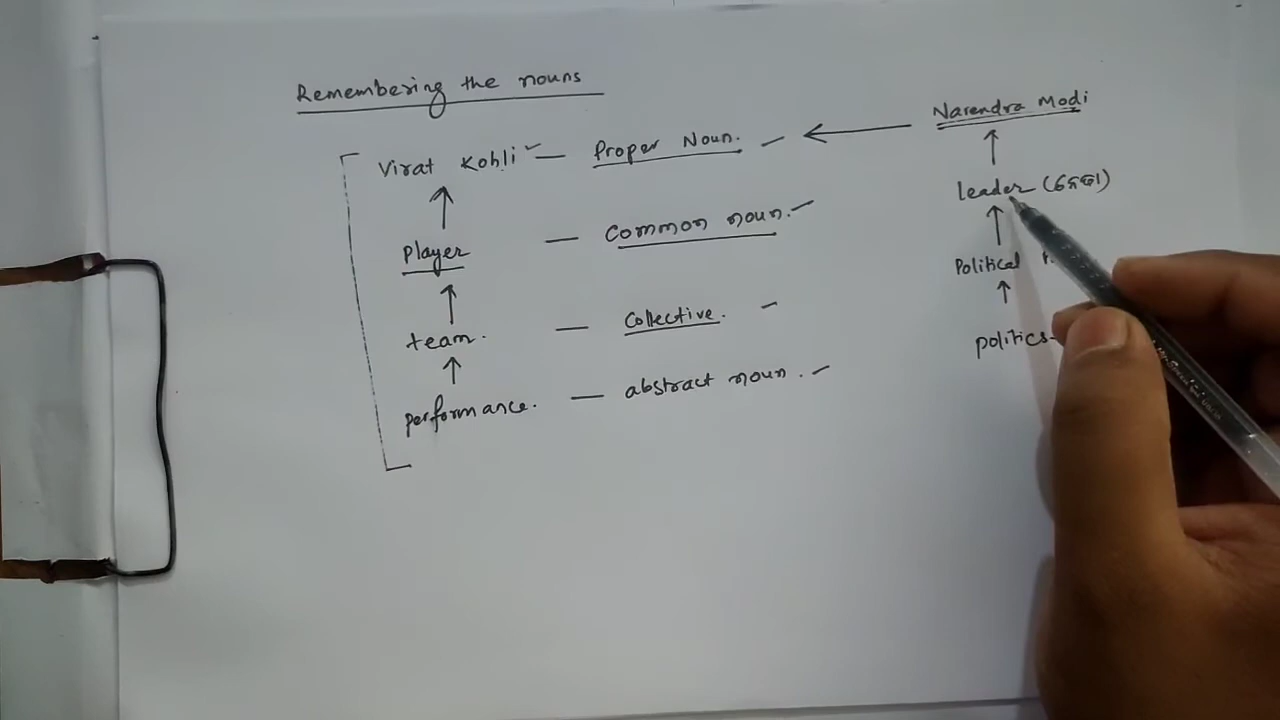 Remembering the nouns
Virat Kohli — Proper Noun.
Player — Common noun.
team. — Collective.
performance. — abstract noun.
Narendra Modi
leader (ନେତା)
Political
politics